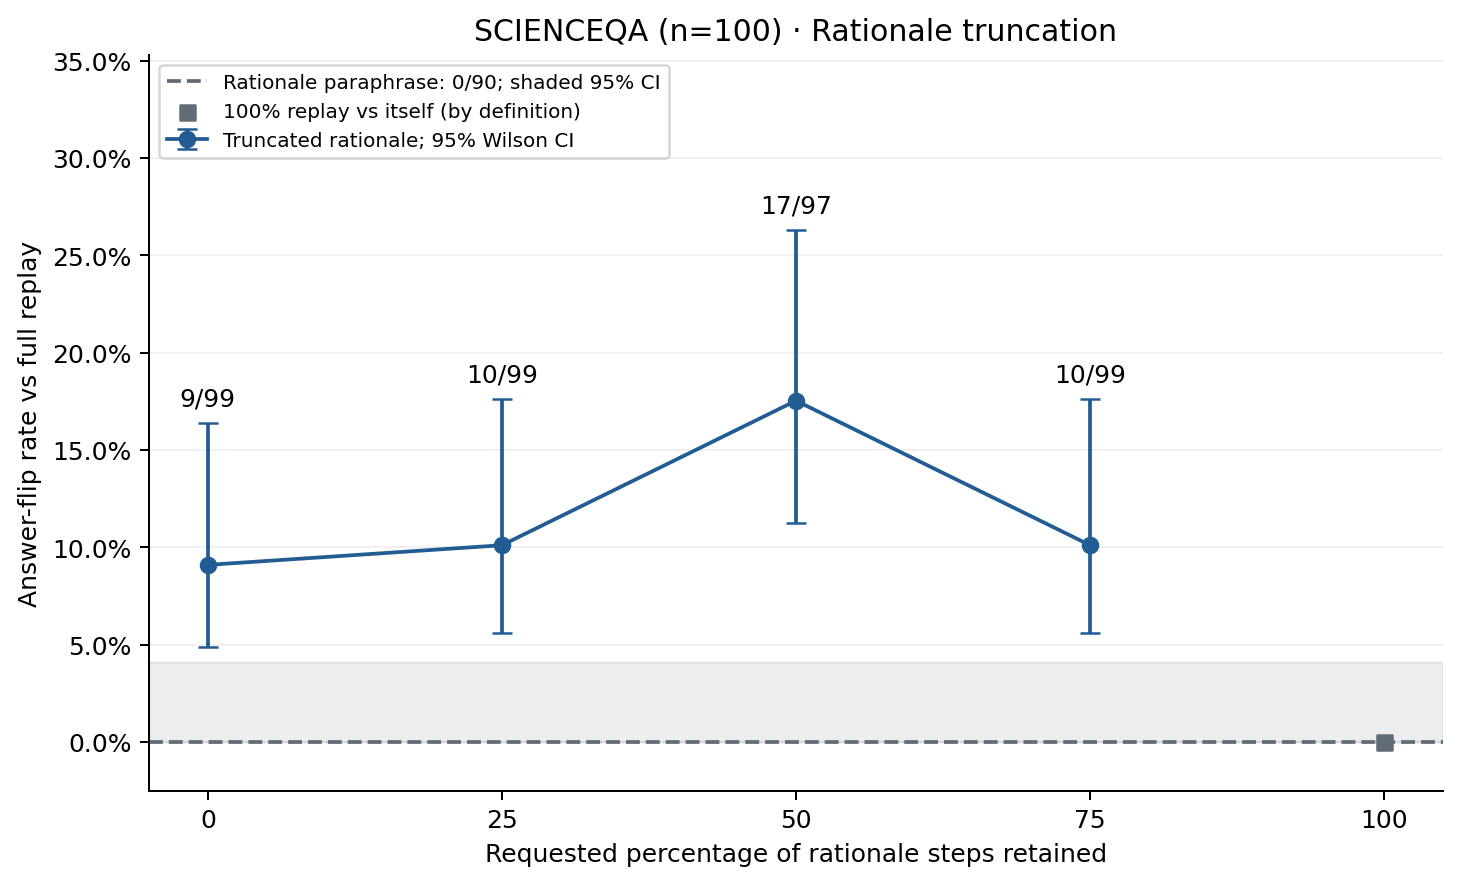 SCIENCEQA (n=100) · Rationale truncation
35.0%
30.0%
25.0%
20.0%
15.0%
10.0%
5.0%
0.0%
Answer-flip rate vs full replay
Rationale paraphrase: 0/90; shaded 95% CI
100% replay vs itself (by definition)
Truncated rationale; 95% Wilson CI
9/99
10/99
17/97
10/99
0
25
50
75
100
Requested percentage of rationale steps retained